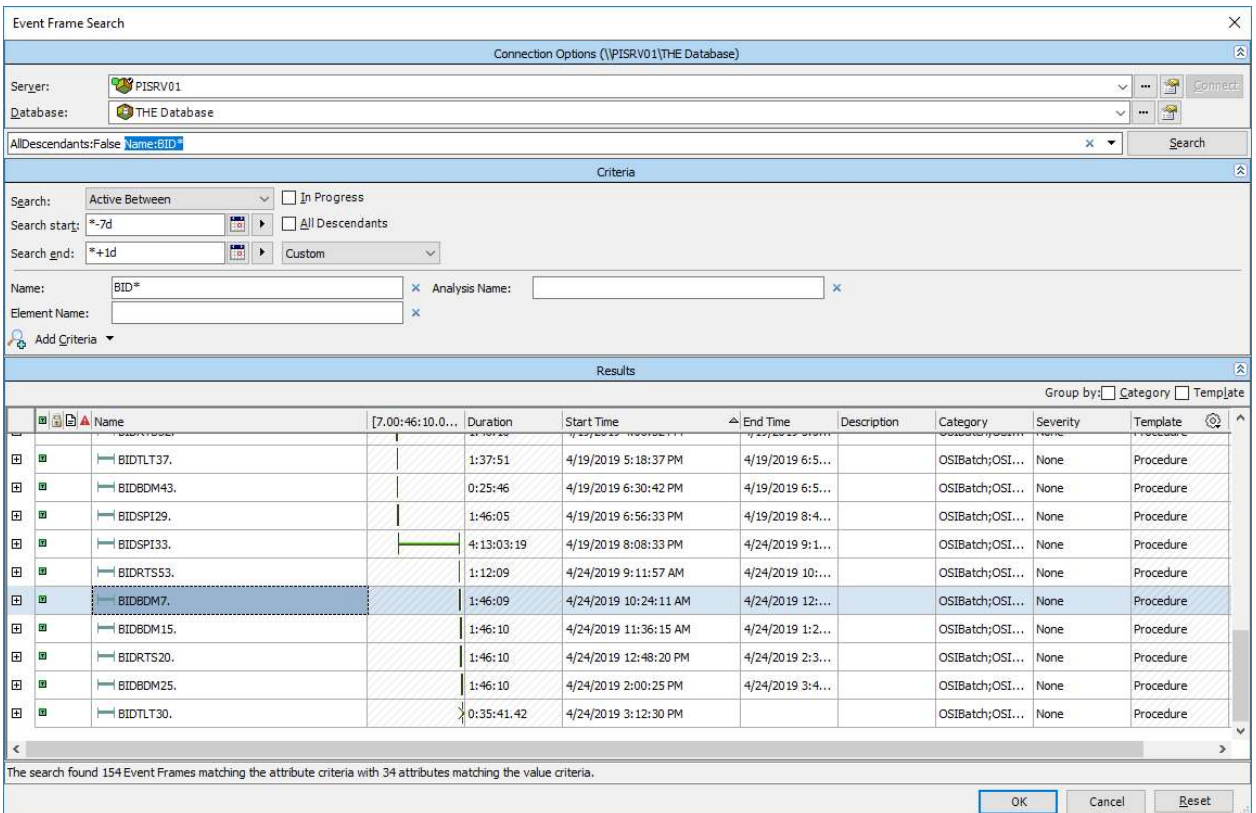 Event Frame Search
Connection Options (\\PISRV01\THE Database)
Server: PISRV01 Connect
Database: THE Database
AllDescendants:False Name:BID* Search
Criteria
Search: Active Between In Progress
Search start: *-7d All Descendants
Search end: *+1d Custom
Name: BID* Analysis Name:
Element Name:
Add Criteria
Results
Group by: Category Template
Name [7.00:46:10.0... Duration Start Time End Time Description Category Severity Template
BIDTLT37. 1:37:51 4/19/2019 5:18:37 PM 4/19/2019 6:5... OSIBatch;OSI... None Procedure
BIDBDM43. 0:25:46 4/19/2019 6:30:42 PM 4/19/2019 6:5... OSIBatch;OSI... None Procedure
BIDSPI29. 1:46:05 4/19/2019 6:56:33 PM 4/19/2019 8:4... OSIBatch;OSI... None Procedure
BIDSPI33. 4:13:03:19 4/19/2019 8:08:33 PM 4/24/2019 9:1... OSIBatch;OSI... None Procedure
BIDRTS53. 1:12:09 4/24/2019 9:11:57 AM 4/24/2019 10:... OSIBatch;OSI... None Procedure
BIDBDM7. 1:46:09 4/24/2019 10:24:11 AM 4/24/2019 12:... OSIBatch;OSI... None Procedure
BIDBDM15. 1:46:10 4/24/2019 11:36:15 AM 4/24/2019 1:2... OSIBatch;OSI... None Procedure
BIDRTS20. 1:46:10 4/24/2019 12:48:20 PM 4/24/2019 2:3... OSIBatch;OSI... None Procedure
BIDBDM25. 1:46:10 4/24/2019 2:00:25 PM 4/24/2019 3:4... OSIBatch;OSI... None Procedure
BIDTLT30. 0:35:41.42 4/24/2019 3:12:30 PM OSIBatch;OSI... None Procedure
The search found 154 Event Frames matching the attribute criteria with 34 attributes matching the value criteria.
OK Cancel Reset